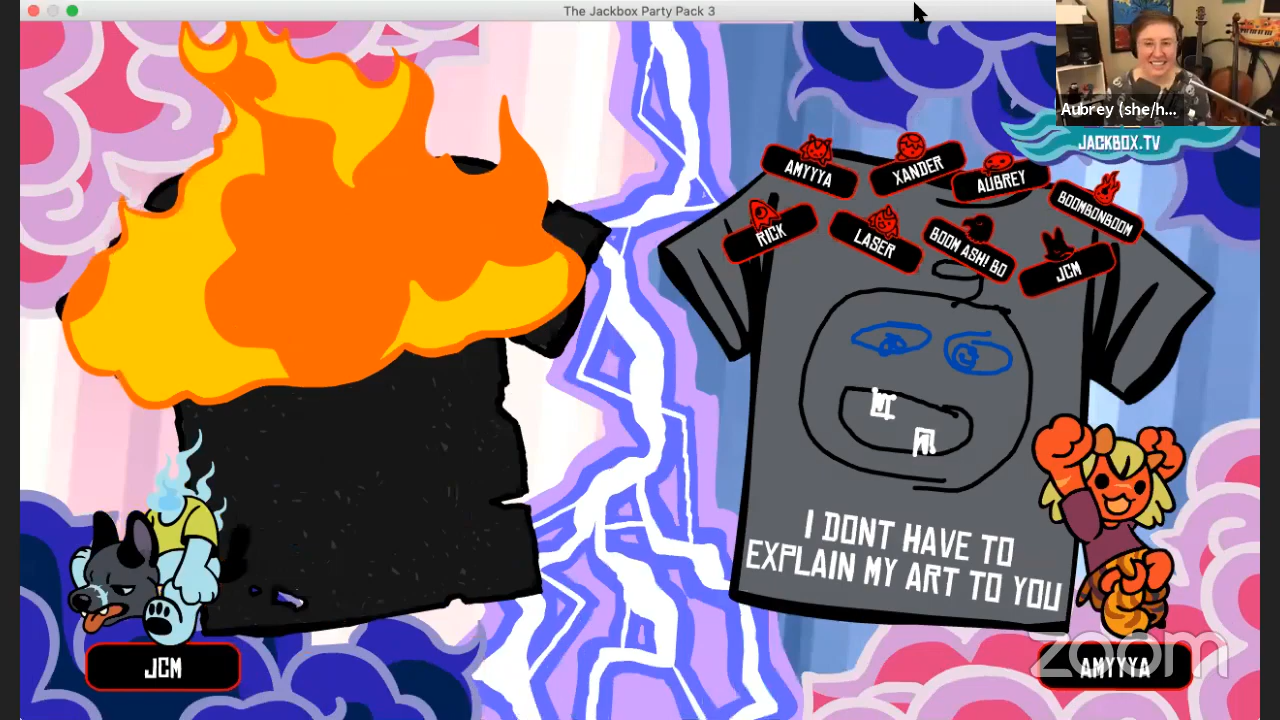 The Jackbox Party Pack 3
Aubrey (she/h...
JACKBOX.TV
AMYYYA
XANDER
AUBREY
BOOMBONBOOM
RICK
LASER
BOOM ASH! BO
JCM
I DONT HAVE TO
EXPLAIN MY ART TO YOU
JCM
zoom
AMYYYA